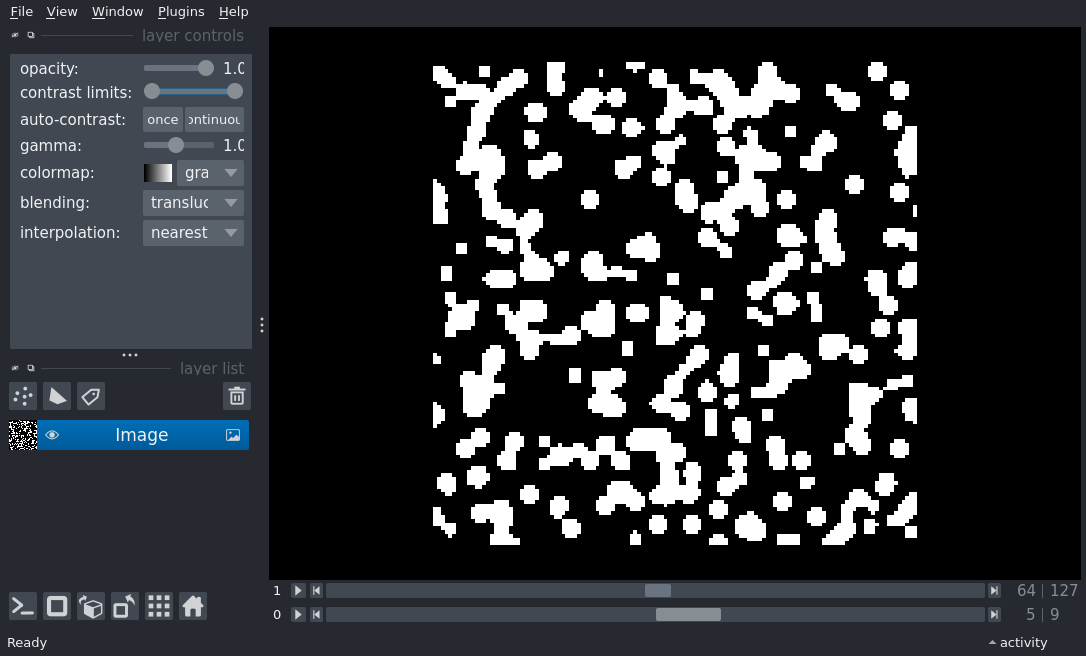 File View Window Plugins Help
layer controls
opacity: 1.0
contrast limits:
auto-contrast: once ontinuou
gamma: 1.0
colormap: gra
blending: transluc
interpolation: nearest
layer list
Image
1 64 | 127
0 5 | 9
Ready activity